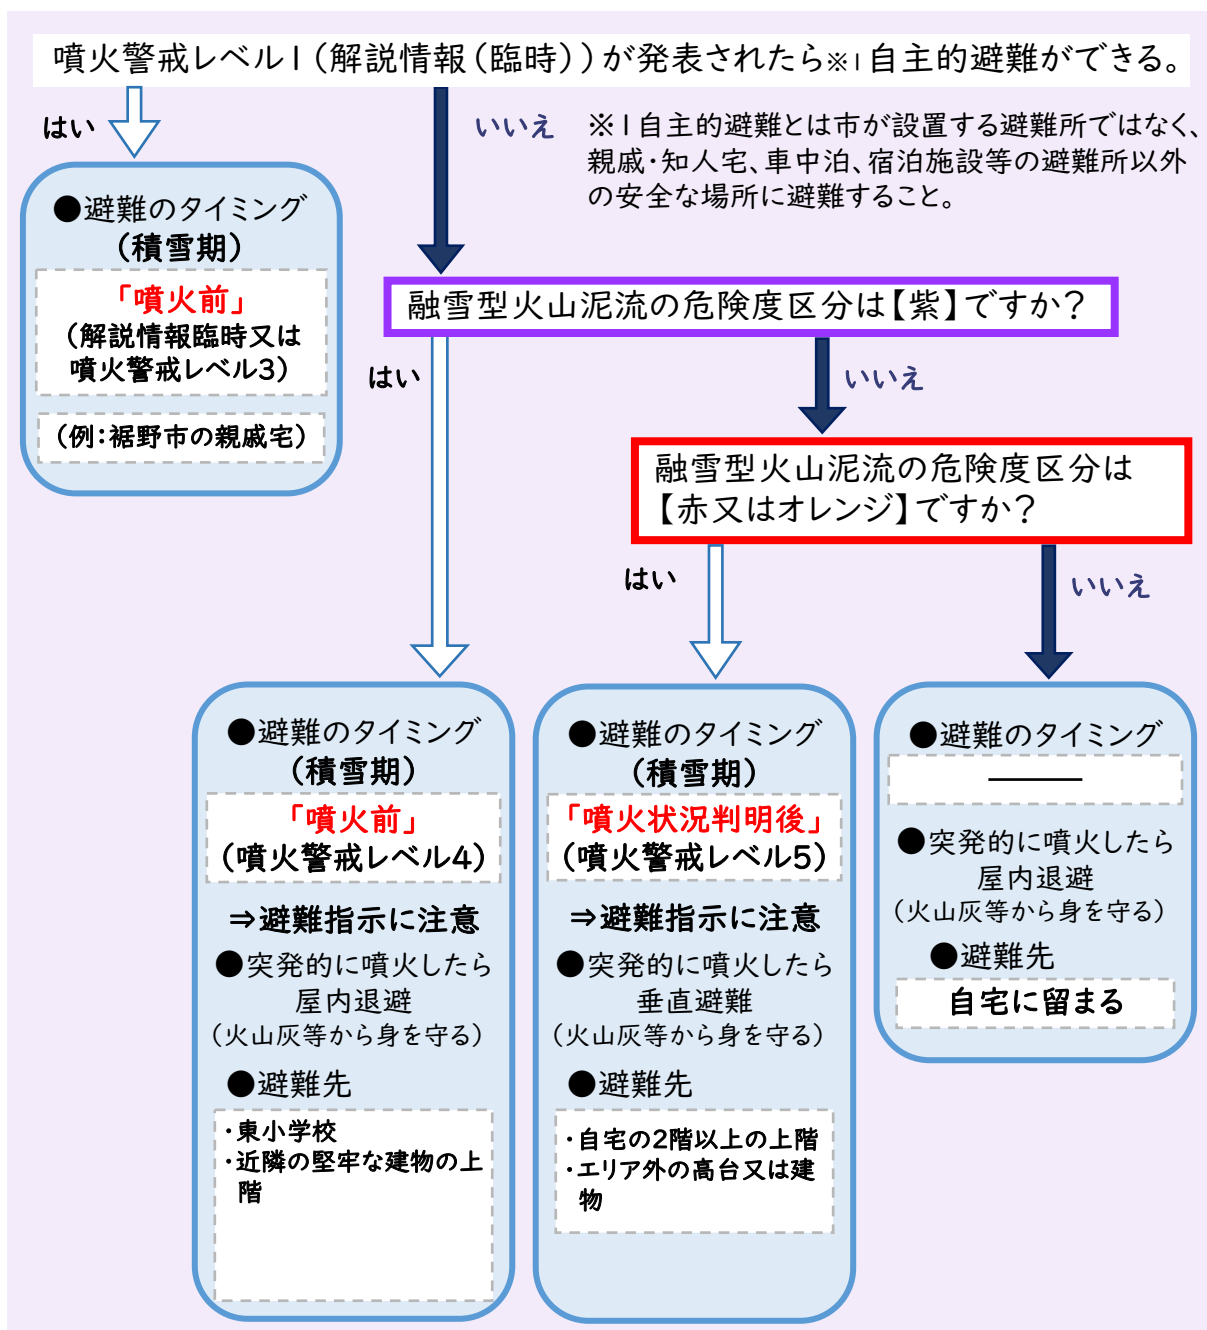 噴火警戒レベル1（解説情報（臨時））が発表されたら※1自主的避難ができる。
はい
いいえ
※1自主的避難とは市が設置する避難所ではなく、
親戚・知人宅、車中泊、宿泊施設等の避難所以外
の安全な場所に避難すること。
●避難のタイミング
（積雪期）
「噴火前」
（解説情報臨時又は
噴火警戒レベル3）
（例：裾野市の親戚宅）
融雪型火山泥流の危険度区分は【紫】ですか？
はい
いいえ
融雪型火山泥流の危険度区分は
【赤又はオレンジ】ですか？
はい
いいえ
●避難のタイミング
（積雪期）
「噴火前」
（噴火警戒レベル4）
⇒避難指示に注意
●突発的に噴火したら
屋内退避
（火山灰等から身を守る）
●避難先
・東小学校
・近隣の堅牢な建物の上
階
●避難のタイミング
（積雪期）
「噴火状況判明後」
（噴火警戒レベル5）
⇒避難指示に注意
●突発的に噴火したら
垂直避難
（火山灰等から身を守る）
●避難先
・自宅の2階以上の上階
・エリア外の高台又は建
物
●避難のタイミング
―――
●突発的に噴火したら
屋内退避
（火山灰等から身を守る）
●避難先
自宅に留まる